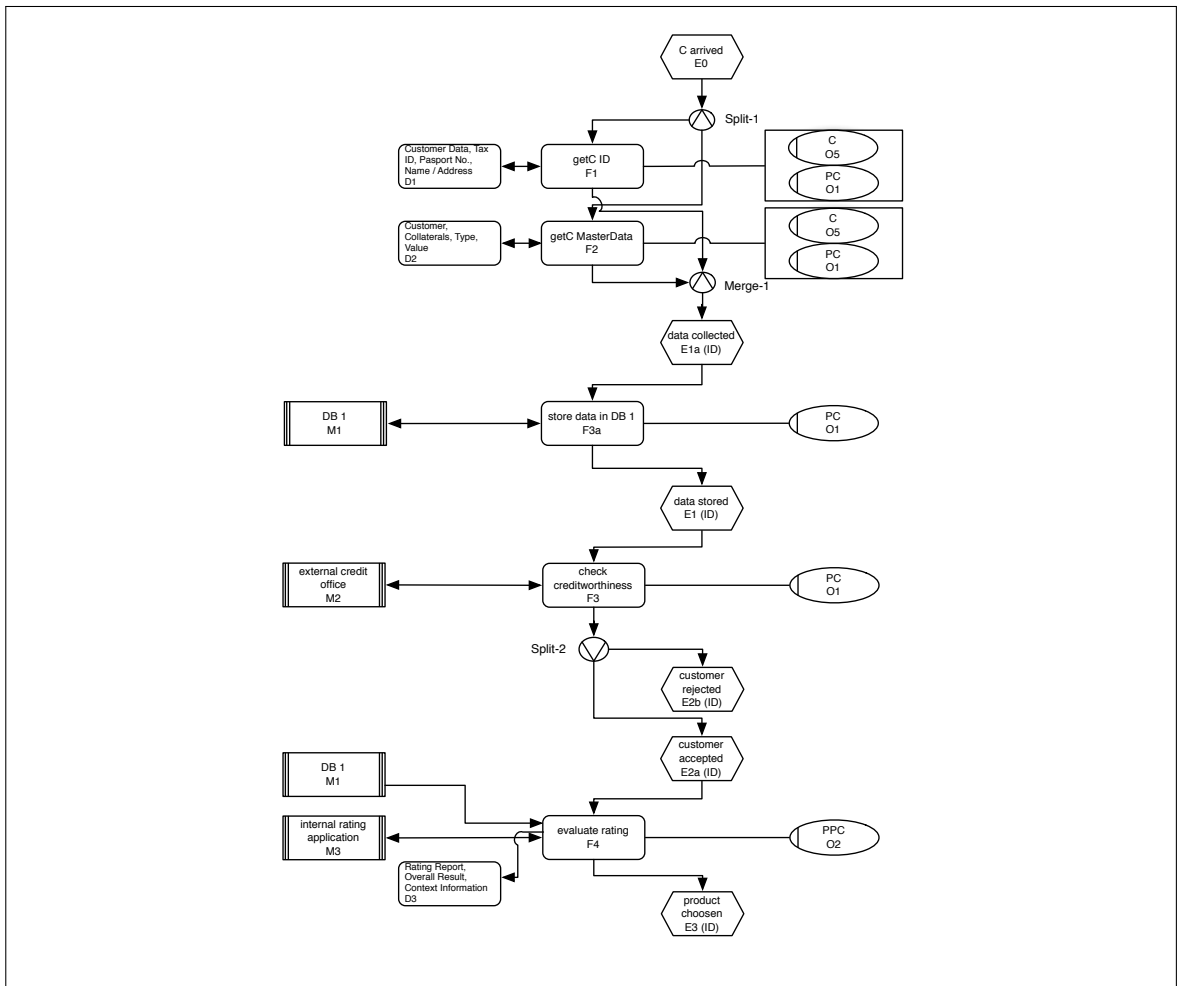 C arrived
E0
Split-1
Customer Data, Tax
ID, Pasport No.,
Name / Address
D1
getC ID
F1
C
O5
PC
O1
Customer,
Collaterals, Type,
Value
D2
getC MasterData
F2
C
O5
PC
O1
Merge-1
data collected
E1a (ID)
DB 1
M1
store data in DB 1
F3a
PC
O1
data stored
E1 (ID)
external credit
office
M2
check
creditworthiness
F3
PC
O1
Split-2
customer
rejected
E2b (ID)
customer
accepted
E2a (ID)
DB 1
M1
internal rating
application
M3
evaluate rating
F4
PPC
O2
Rating Report,
Overall Result,
Context Information
D3
product
choosen
E3 (ID)